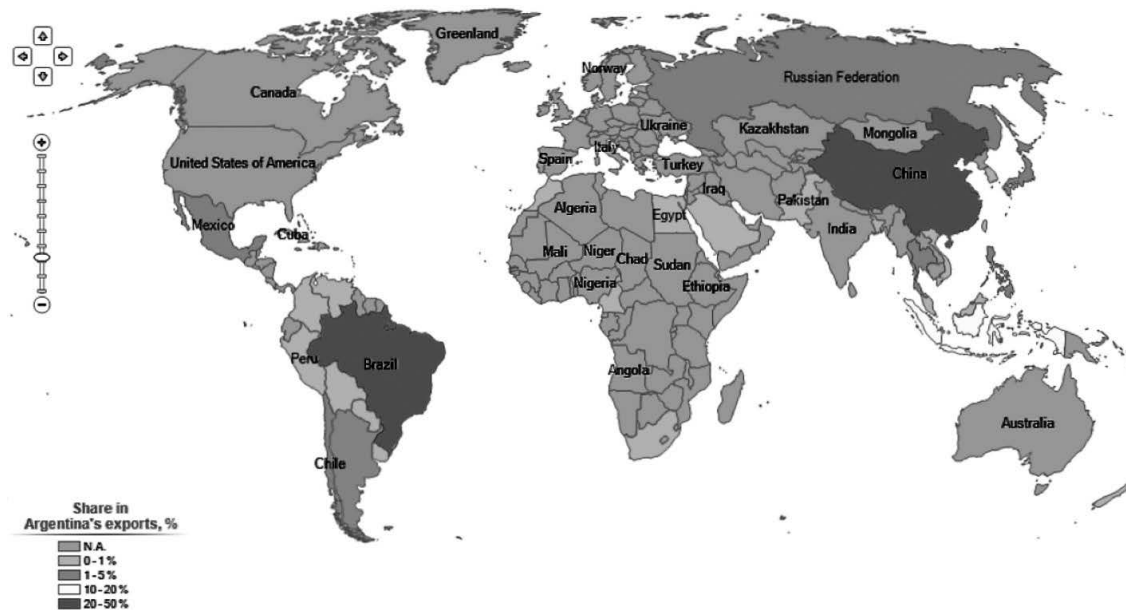 Greenland
Norway
Russian Federation
Canada
Ukraine
Kazakhstan
Mongolia
Italy
United States of America
Spain
Turkey
China
Iraq
Pakistan
Algeria
Egypt
Mexico
India
Cuba
Mali
Niger
Chad
Sudan
Nigeria
Ethiopia
Peru
Brazil
Angola
Australia
Chile
Share in
Argentina's exports, %
N.A.
0-1%
1-5%
10-20%
20-50%